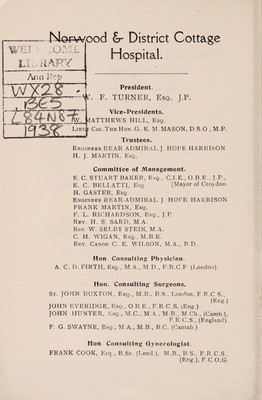 Norwood & District Cottage
Hospital.
WELLCOME
LIBRARY
Ann Rep
WX28
.BE5
L84N87
1938
President.
W. F. TURNER, Esq., J.P.
Vice-Presidents.
W. MATTHEWS HILL, Esq.
Lieut Col. The Hon. G. K. M. MASON, D.S.O., M.P.
Trustees.
Engineer REAR ADMIRAL J. HOPE HARRISON
H. J. MARTIN, Esq.
Committee of Management.
E. C. STUART BAKER, Esq., C.I.E., O.B.E., J.P.,
E. C. BELLATTI, Esq. [Mayor of Croydon.
H. GASTER, Esq.
Engineer REAR-ADMIRAL J. HOPE HARRISON
FRANK MARTIN, Esq.
F. L. RICHARDSON, Esq., J.P.
Rev. H. S. SARD, M.A.
Rev W. SELBY STEIN, M.A.
C. H. WIGAN, Esq., M.B.E.
Rev. Canon C. E. WILSON, M.A., B.D.
Hon. Consulting Physician.
A. C. D. FIRTH, Esq., M.A., M.D., F.R.C.P (London).
Hon. Consulting Surgeons.
St. JOHN BUXTON, Esq., M.B., B.S., London, F.R.C.S.,
(Eng.)
JOHN EVERIDGE, Esq., O.B.E., F.R.C.S, (Eng.)
JOHN HUNTER, Esq., M.C., M.A., M.B., M.Ch., (Camb.),
F.R.C.S., (England).
F. G. SWAYNE, Esq., M.A., M.B., B.C. (Cantab.)
Hon Consulting Gynecologist.
FRANK COOK, Esq., B.Sc. (Lond.), M.B., B.S., F.R.C.S.,
(Eng.), F.C.O.G.